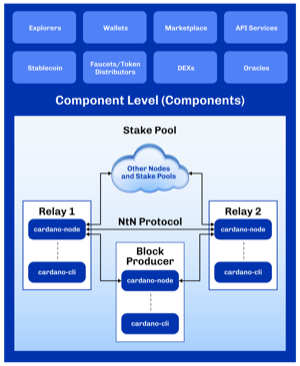 Explorers
Wallets
Marketplace
API Services
Stablecoin
Faucets/Token
Distributors
DEXs
Oracles
Component Level (Components)
Stake Pool
Other Nodes
and Stake Pools
Relay 1
NtN Protocol
Relay 2
cardano-node
cardano-node
Block
Producer
cardano-cli
cardano-node
cardano-cli
cardano-cli